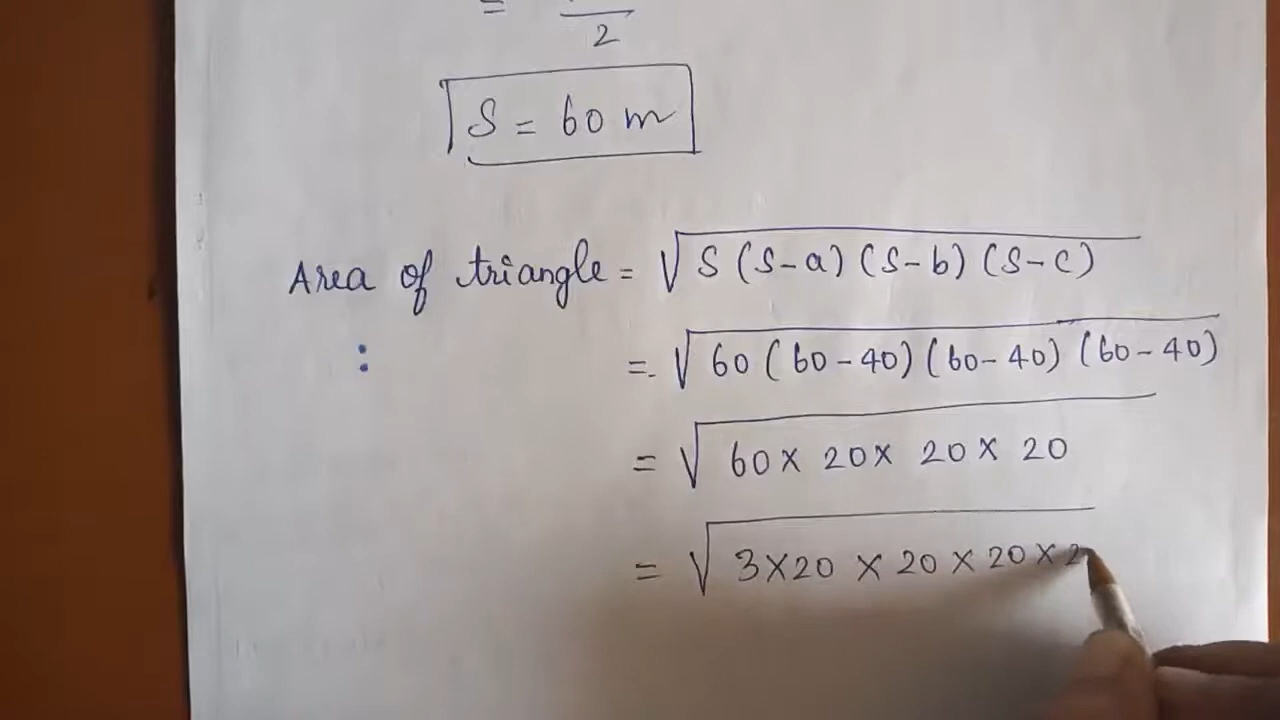 = 
2
S = 60 m
Area of triangle = √S (S-a) (S-b) (S-c)
:
= √60 (60-40) (60-40) (60-40)
= √60 × 20 × 20 × 20
= √3 × 20 × 20 × 20 × 2